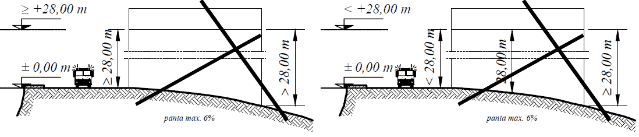 ≥ +28,00 m
± 0,00 m
≥ 28,00 m
> 28,00 m
panta max. 6%
< +28,00 m
± 0,00 m
< 28,00 m
28,00 m
≥ 28,00 m
panta max. 6%